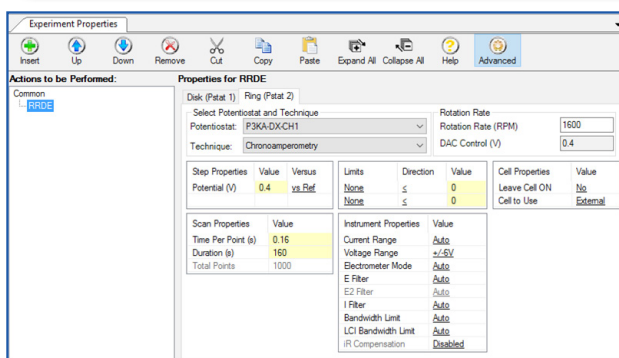 Experiment Properties
Insert Up Down Remove Cut Copy Paste Expand All Collapse All Help Advanced
Actions to be Performed:
Common
RRDE
Properties for RRDE
Disk (Pstat 1) Ring (Pstat 2)
Select Potentiostat and Technique
Potentiostat: P3KA-DX-CH1
Technique: Chronoamperometry
Rotation Rate
Rotation Rate (RPM) 1600
DAC Control (V) 0.4
Step Properties Value Versus
Potential (V) 0.4 vs Ref
Limits Direction Value
None ≤ 0
None ≤ 0
Cell Properties Value
Leave Cell ON No
Cell to Use External
Scan Properties Value
Time Per Point (s) 0.16
Duration (s) 160
Total Points 1000
Instrument Properties Value
Current Range Auto
Voltage Range +/-6V
Electrometer Mode Auto
E Filter Auto
E2 Filter Auto
I Filter Auto
Bandwidth Limit Auto
LCI Bandwidth Limit Auto
iR Compensation Disabled